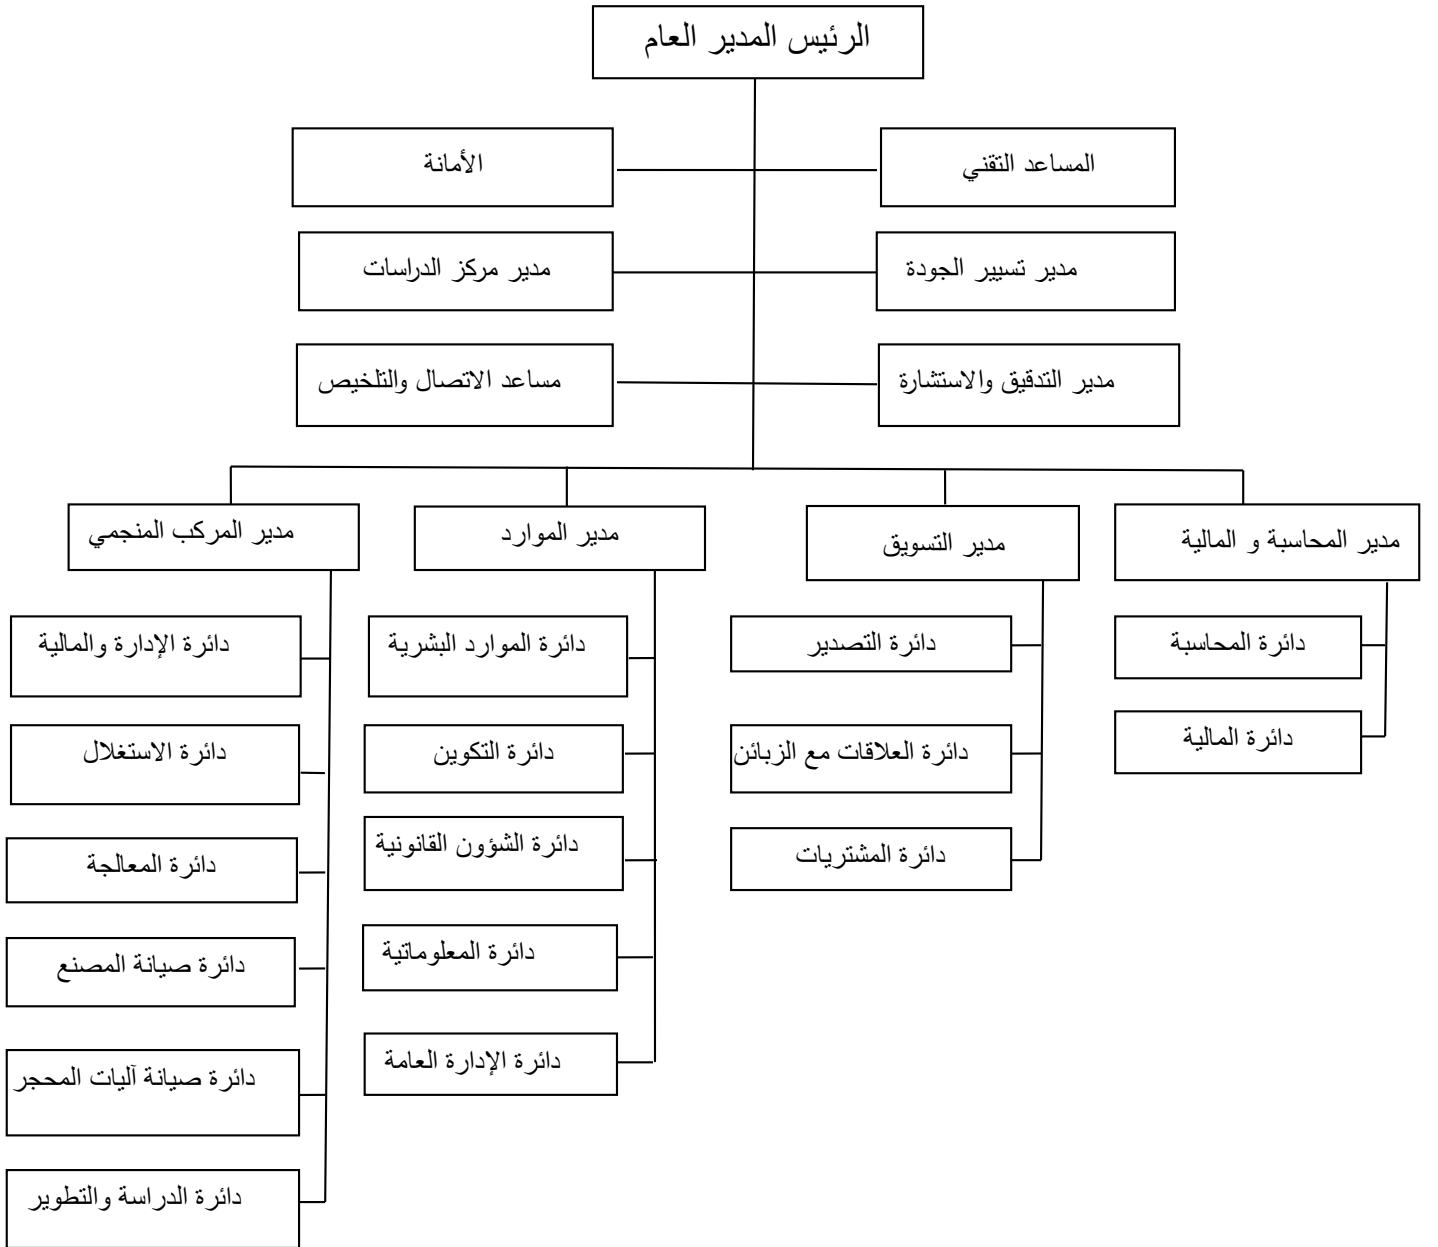 الرئيس المدير العام
المساعد التقني
الأمانة
مدير تسيير الجودة
مدير مركز الدراسات
مدير التدقيق والاستشارة
مساعد الاتصال والتلخيص
مدير المحاسبة و المالية
مدير التسويق
مدير الموارد
مدير المركب المنجمي
دائرة المحاسبة
دائرة المالية
دائرة التصدير
دائرة العلاقات مع الزبائن
دائرة المشتريات
دائرة الموارد البشرية
دائرة التكوين
دائرة الشؤون القانونية
دائرة المعلوماتية
دائرة الإدارة العامة
دائرة الإدارة والمالية
دائرة الاستغلال
دائرة المعالجة
دائرة صيانة المصنع
دائرة صيانة آليات المحجر
دائرة الدراسة والتطوير